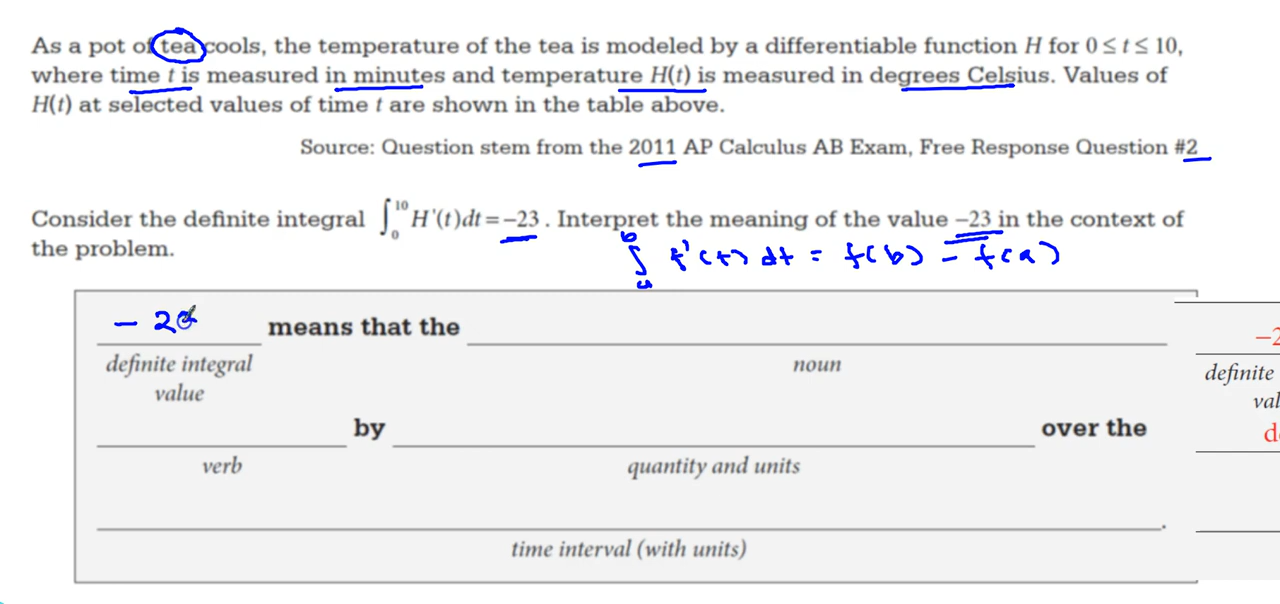 As a pot of tea cools, the temperature of the tea is modeled by a differentiable function H for 0 ≤ t ≤ 10,
where time t is measured in minutes and temperature H(t) is measured in degrees Celsius. Values of
H(t) at selected values of time t are shown in the table above.
Source: Question stem from the 2011 AP Calculus AB Exam, Free Response Question #2
Consider the definite integral ∫₀¹⁰ H'(t)dt = −23. Interpret the meaning of the value −23 in the context of
the problem.
∫ₐᵇ f'(t) dt = f(b) − f(a)
means that the
definite integral
value
noun
by
over the
verb
quantity and units
.
time interval (with units)
definite